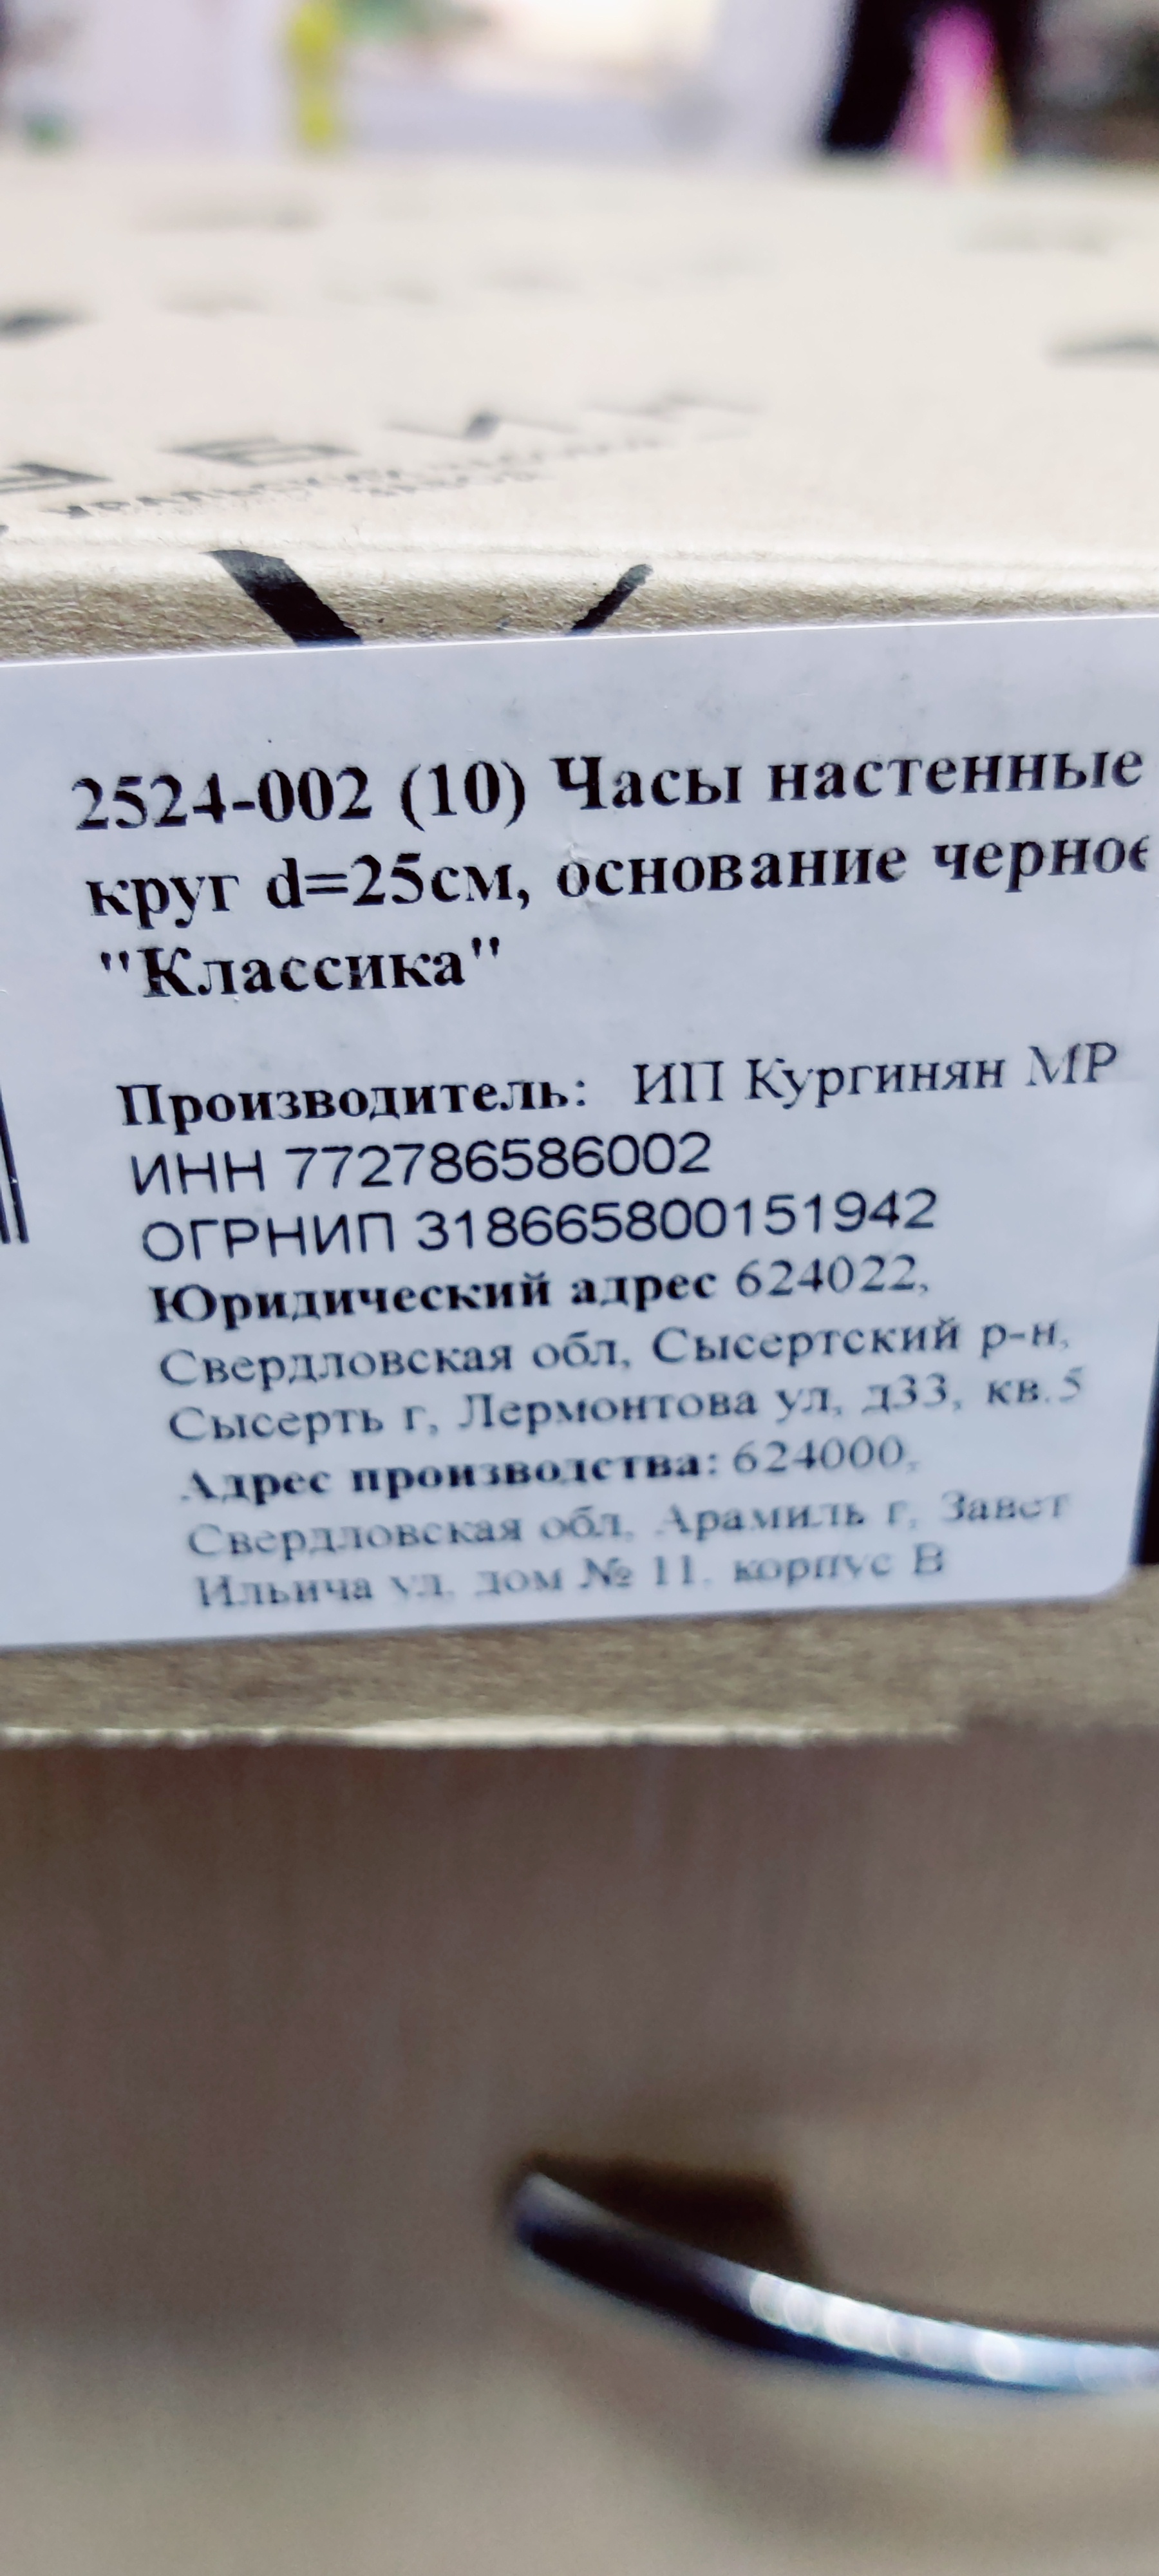 2524-002 (10) Часы настенные
круг d=25см, основание черное
"Классика"
Производитель: ИП Кургинян МР
ИНН 772786586002
ОГРНИП 318665800151942
Юридический адрес 624022,
Свердловская обл, Сысертский р-н,
Сысерть г, Лермонтова ул, д33, кв.5
Адрес производства: 624000,
Свердловская обл, Арамиль г, Завет
Ильича ул, дом № 11, корпус В